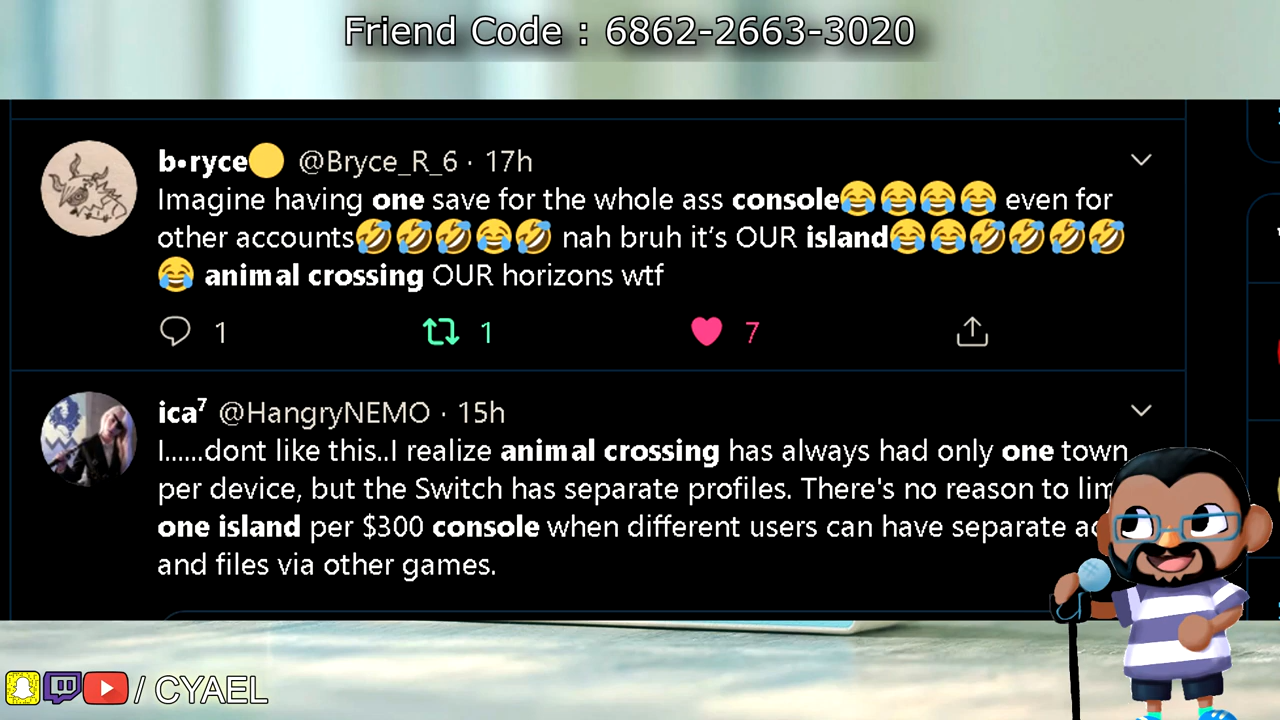 Friend Code : 6862-2663-3020
b•ryce🟡 @Bryce_R_6 · 17h
Imagine having one save for the whole ass console😂😂😂😂 even for
other accounts🤣🤣🤣😂🤣 nah bruh it’s OUR island😂😂🤣🤣🤣🤣
😂 animal crossing OUR horizons wtf
1 1 7
ica⁷ @HangryNEMO · 15h
I......dont like this..I realize animal crossing has always had only one town
per device, but the Switch has separate profiles. There's no reason to
one island per $300 console when different users can have separate
and files via other games.
/ CYAEL